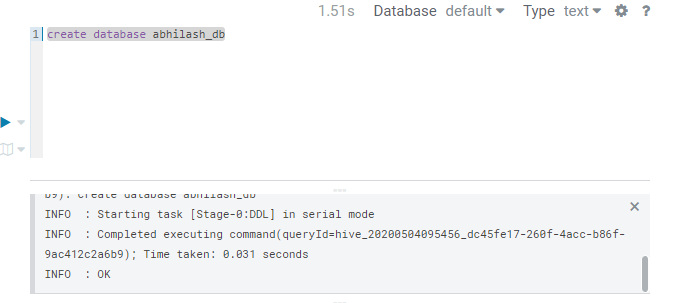 1.51s Database default Type text ?
1 create database abhilash_db
b9): create database abhilash_db
INFO : Starting task [Stage-0:DDL] in serial mode
INFO : Completed executing command(queryId=hive_20200504095456_dc45fe17-260f-4acc-b86f-
9ac412c2a6b9); Time taken: 0.031 seconds
INFO : OK